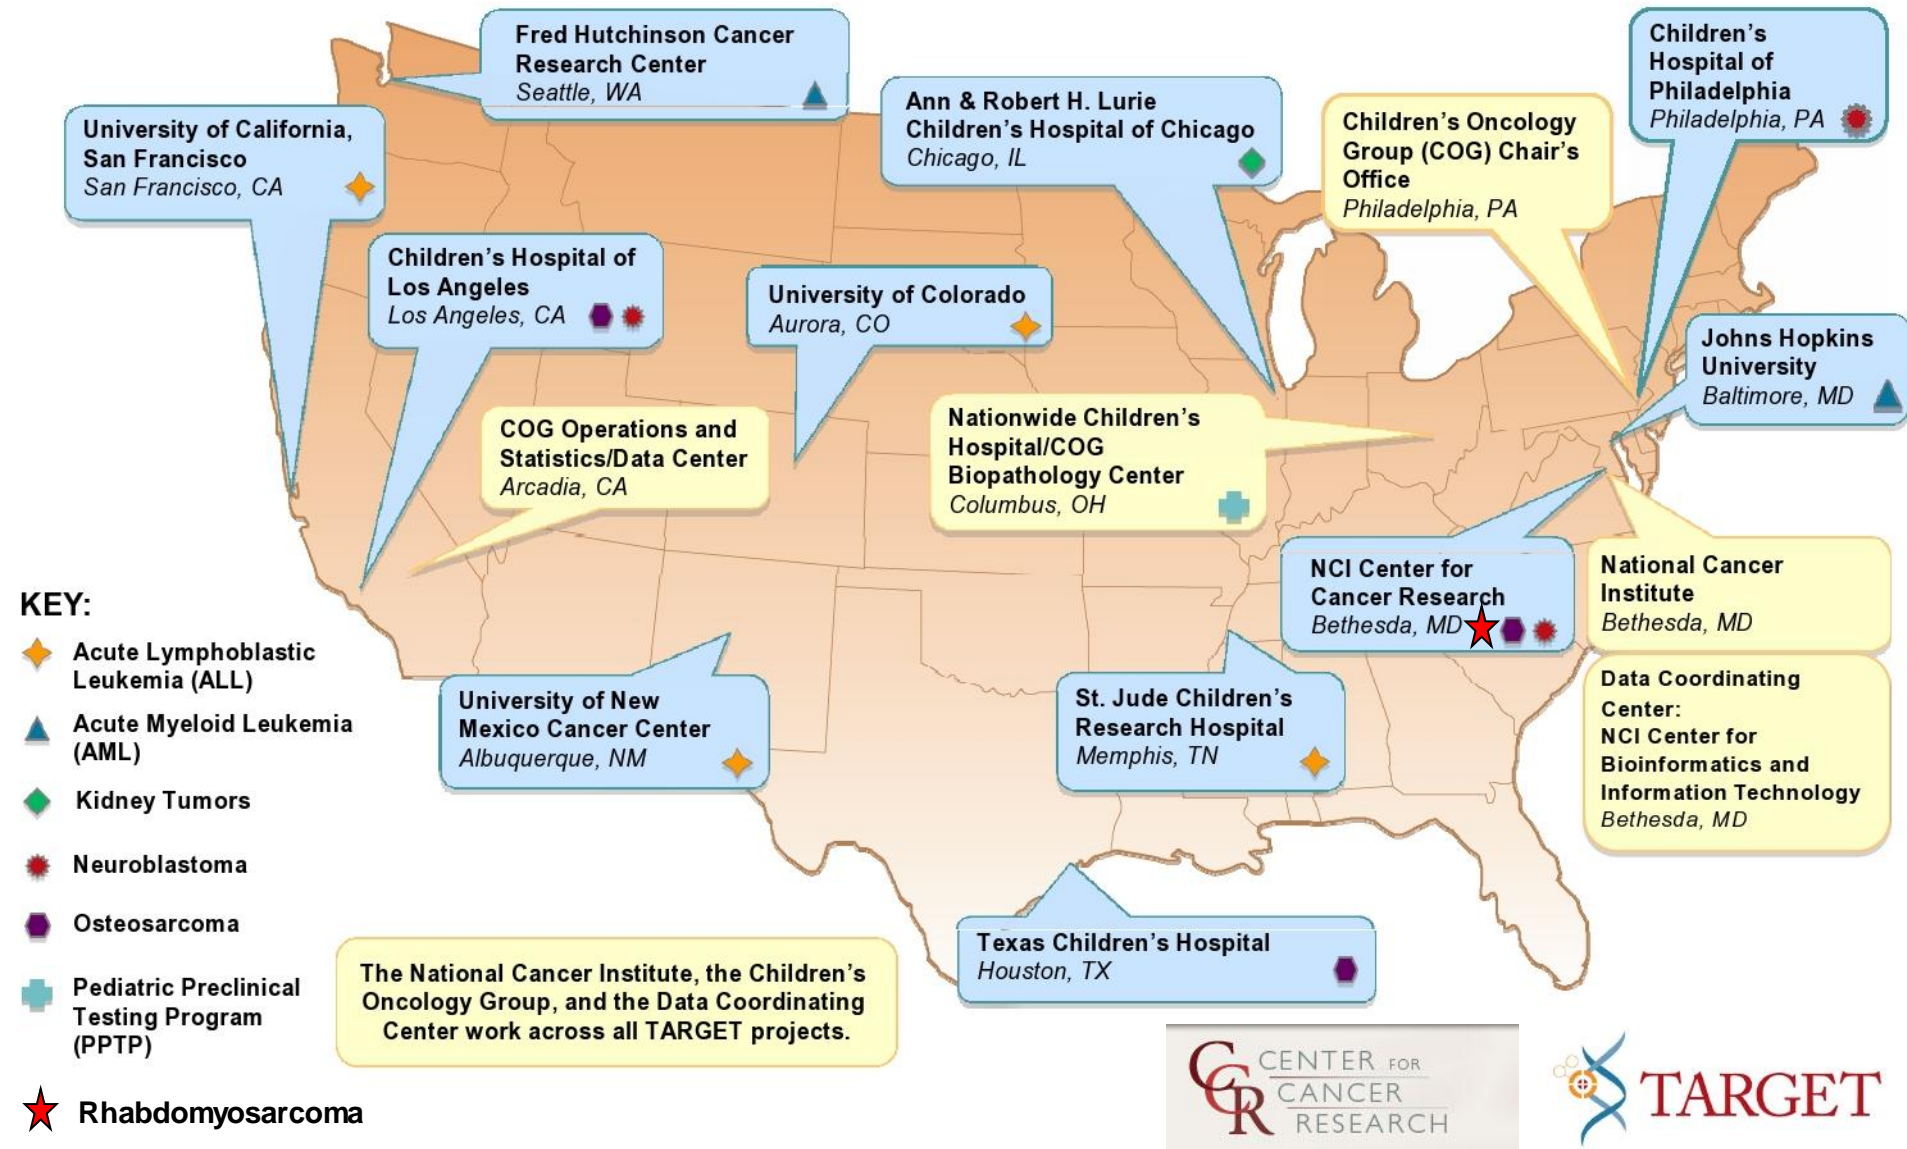 Fred Hutchinson Cancer
Research Center
Seattle, WA
University of California,
San Francisco
San Francisco, CA
Ann & Robert H. Lurie
Children's Hospital of Chicago
Chicago, IL
Children's Oncology
Group (COG) Chair's
Office
Philadelphia, PA
Children's
Hospital of
Philadelphia
Philadelphia, PA
Children's Hospital of
Los Angeles
Los Angeles, CA
University of Colorado
Aurora, CO
Johns Hopkins
University
Baltimore, MD
COG Operations and
Statistics/Data Center
Arcadia, CA
Nationwide Children's
Hospital/COG
Biopathology Center
Columbus, OH
NCI Center for
Cancer Research
Bethesda, MD
National Cancer
Institute
Bethesda, MD
Data Coordinating
Center:
NCI Center for
Bioinformatics and
Information Technology
Bethesda, MD
University of New
Mexico Cancer Center
Albuquerque, NM
St. Jude Children's
Research Hospital
Memphis, TN
Texas Children's Hospital
Houston, TX
KEY:
Acute Lymphoblastic
Leukemia (ALL)
Acute Myeloid Leukemia
(AML)
Kidney Tumors
Neuroblastoma
Osteosarcoma
Pediatric Preclinical
Testing Program
(PPTP)
Rhabdomyosarcoma
The National Cancer Institute, the Children's
Oncology Group, and the Data Coordinating
Center work across all TARGET projects.
CCR
CENTER FOR
CANCER
RESEARCH
TARGET